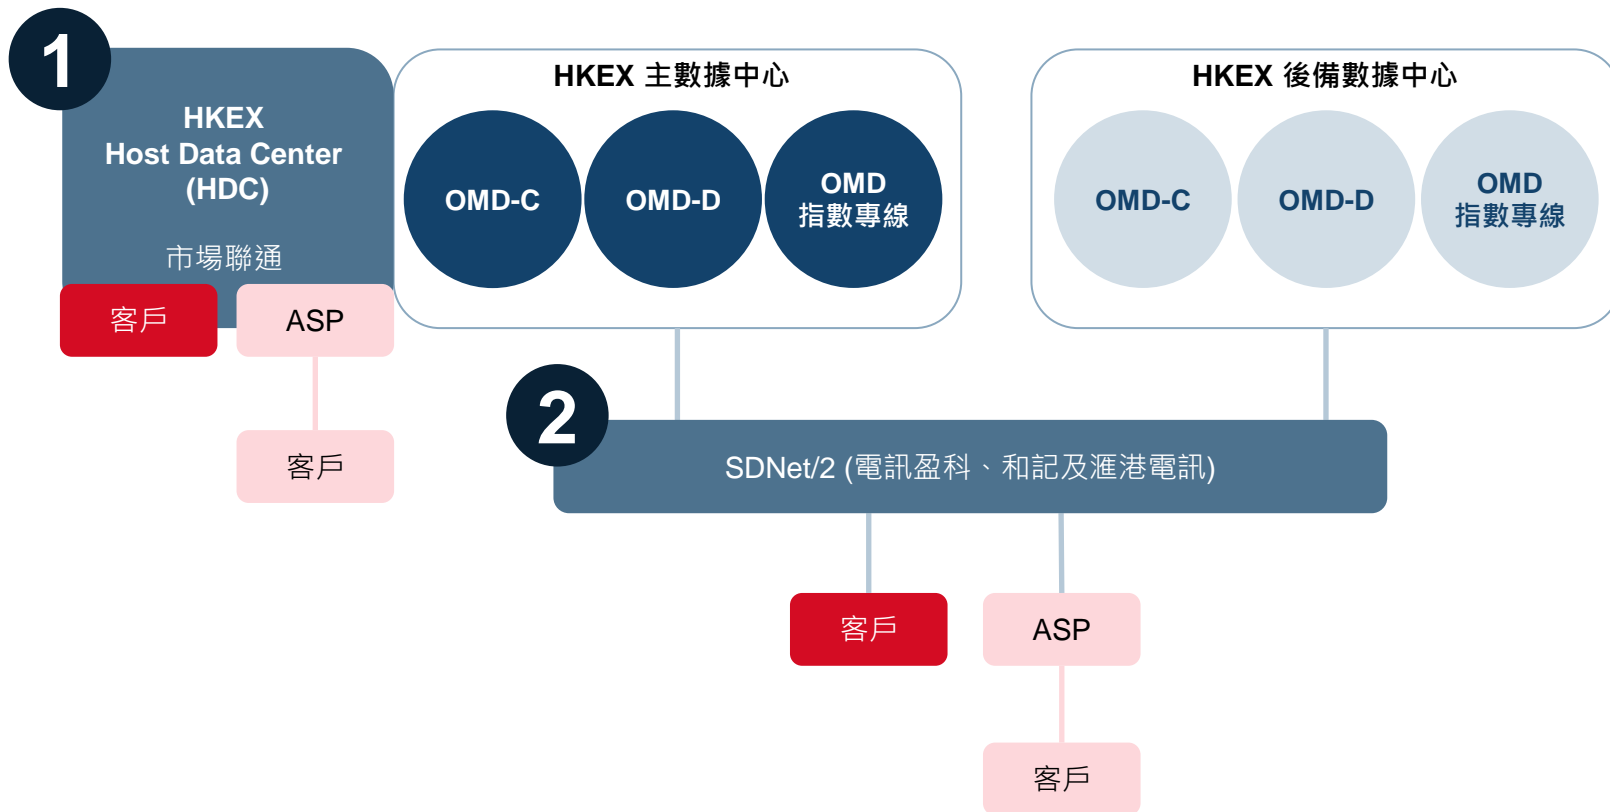 1
HKEX
Host Data Center
(HDC)
市場聯通
客戶
ASP
客戶
HKEX 主數據中心
OMD-C
OMD-D
OMD
指數專線
HKEX 後備數據中心
OMD-C
OMD-D
OMD
指數專線
2
SDNet/2 (電訊盈科、和記及滙港電訊)
客戶
ASP
客戶